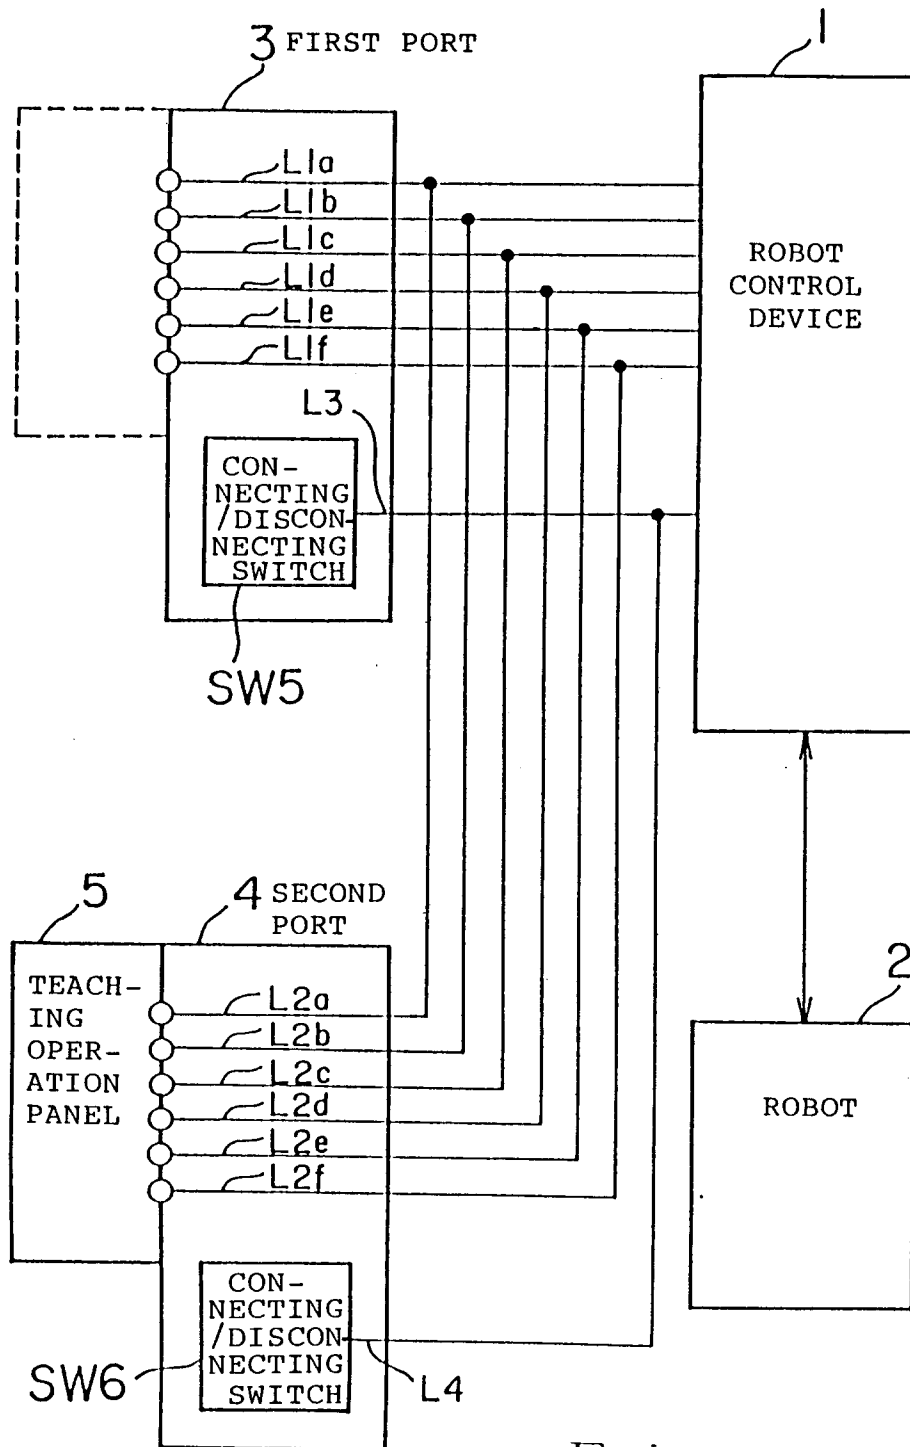 1
3 FIRST PORT
L1a
L1b
L1c
L1d
L1e
L1f
ROBOT
CONTROL
DEVICE
L3
CON-
NECTING
/DISCON
NECTING
SWITCH
SW5
5
4 SECOND
PORT
2
TEACH-
ING
OPER-
ATION
PANEL
L2a
L2b
L2c
L2d
L2e
L2f
ROBOT
CON-
NECTING
/DISCON
NECTING
SWITCH
SW6
L4